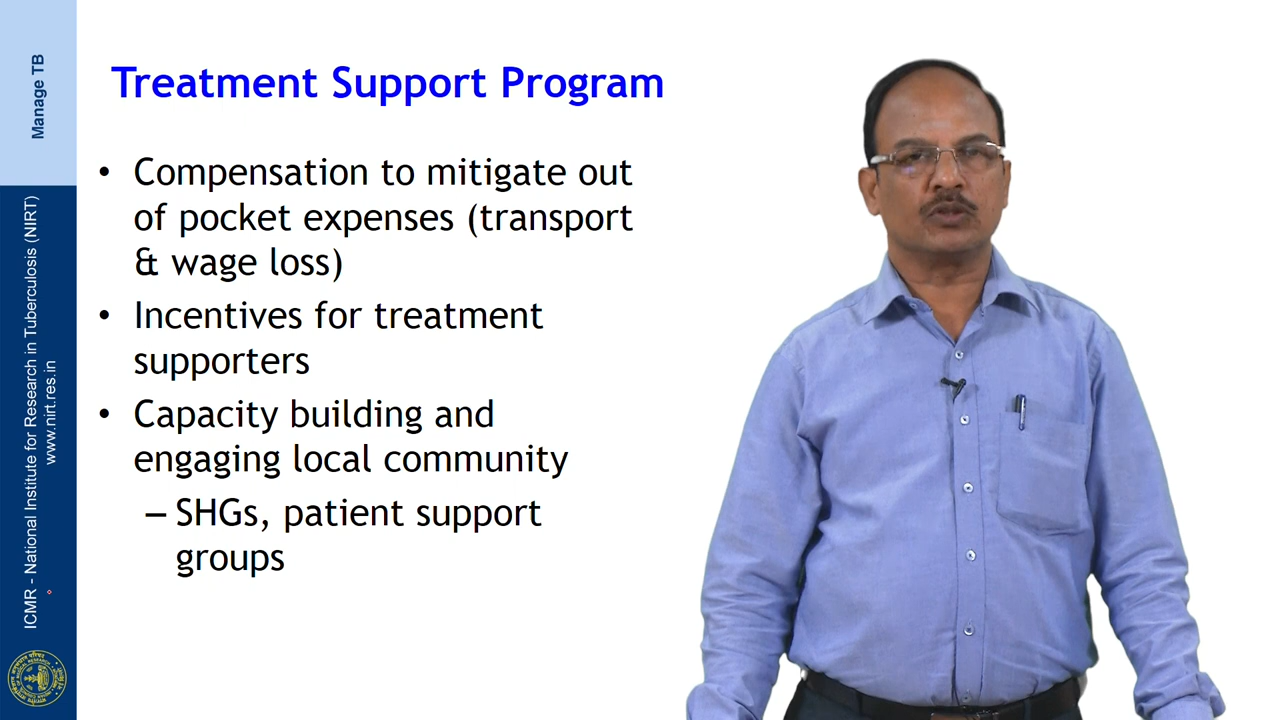 Manage TB
ICMR - National Institute for Research in Tuberculosis (NIRT)
www.nirt.res.in
Treatment Support Program
• Compensation to mitigate out
of pocket expenses (transport
& wage loss)
• Incentives for treatment
supporters
• Capacity building and
engaging local community
– SHGs, patient support
groups